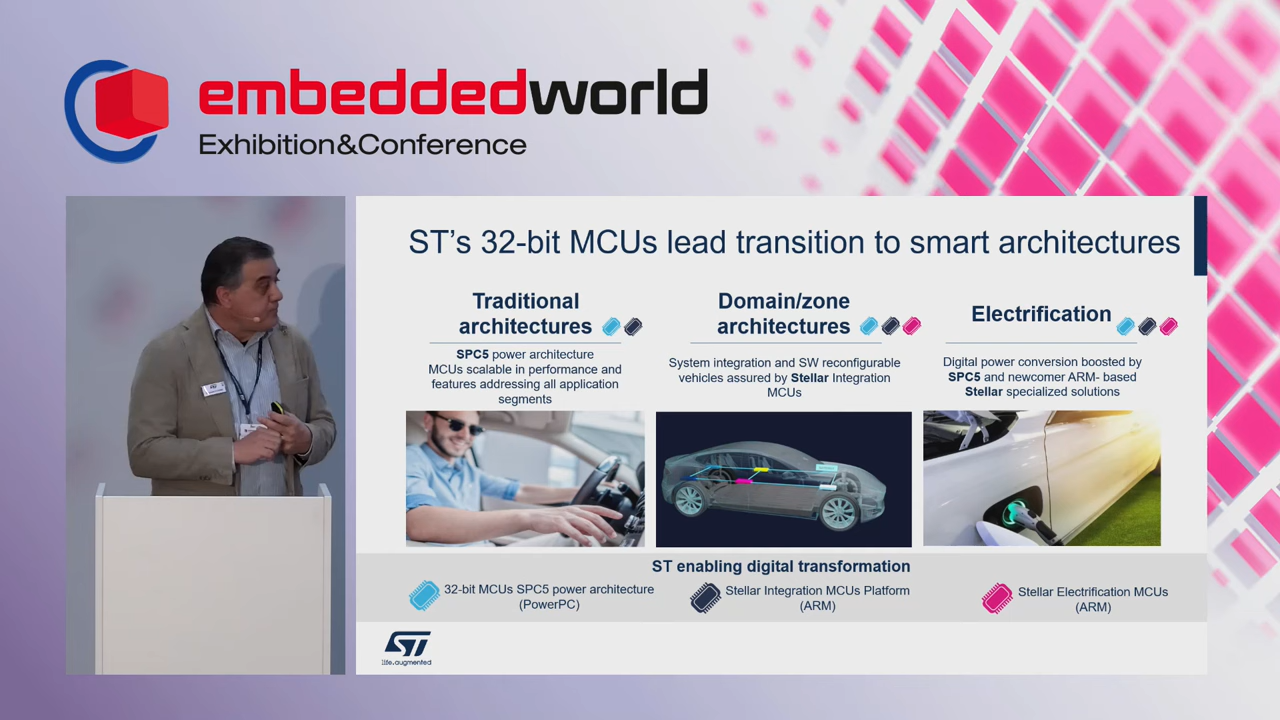 embeddedworld
Exhibition&Conference
ST's 32-bit MCUs lead transition to smart architectures
Traditional
architectures
SPC5 power architecture
MCUs scalable in performance and
features addressing all application
segments
Domain/zone
architectures
System integration and SW reconfigurable
vehicles assured by Stellar Integration
MCUs
Electrification
Digital power conversion boosted by
SPC5 and newcomer ARM- based
Stellar specialized solutions
ST enabling digital transformation
32-bit MCUs SPC5 power architecture
(PowerPC)
Stellar Integration MCUs Platform
(ARM)
Stellar Electrification MCUs
(ARM)
ST
life.augmented